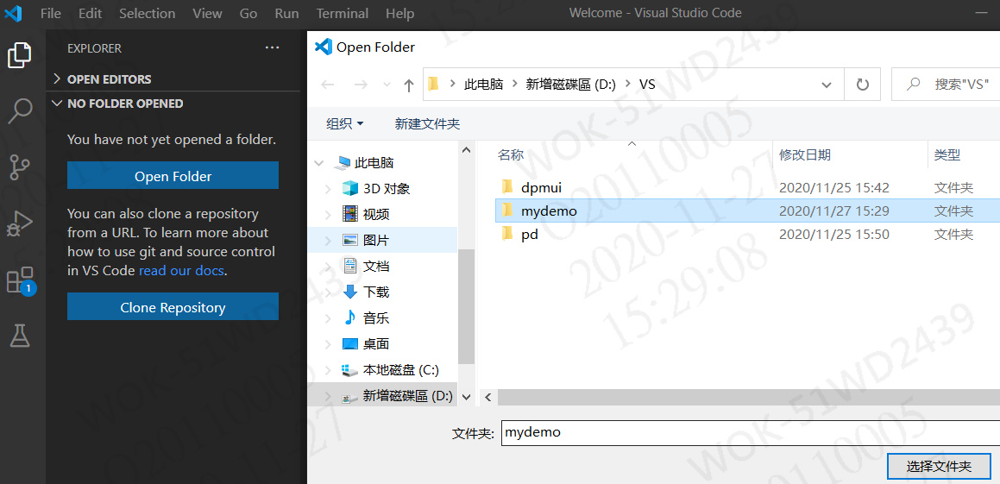 File Edit Selection View Go Run Terminal Help Welcome - Visual Studio Code
EXPLORER
OPEN EDITORS
NO FOLDER OPENED
You have not yet opened a folder.
Open Folder
You can also clone a repository
from a URL. To learn more about
how to use git and source control
in VS Code read our docs.
Clone Repository
1
Open Folder
此电脑 新增磁碟區 (D:) VS
搜索"VS"
组织 新建文件夹
此电脑
3D 对象
视频
图片
文档
下载
音乐
桌面
本地磁盘 (C:)
新增磁碟區 (D:)
名称 修改日期 类型
dpmui 2020/11/25 15:42 文件夹
mydemo 2020/11/27 15:29 文件夹
pd 2020/11/25 15:50 文件夹
文件夹: mydemo
选择文件夹
WOK-51WD2439
O20110005
2020-11-27
15:29:08
WOK-51WD2439
O20110005